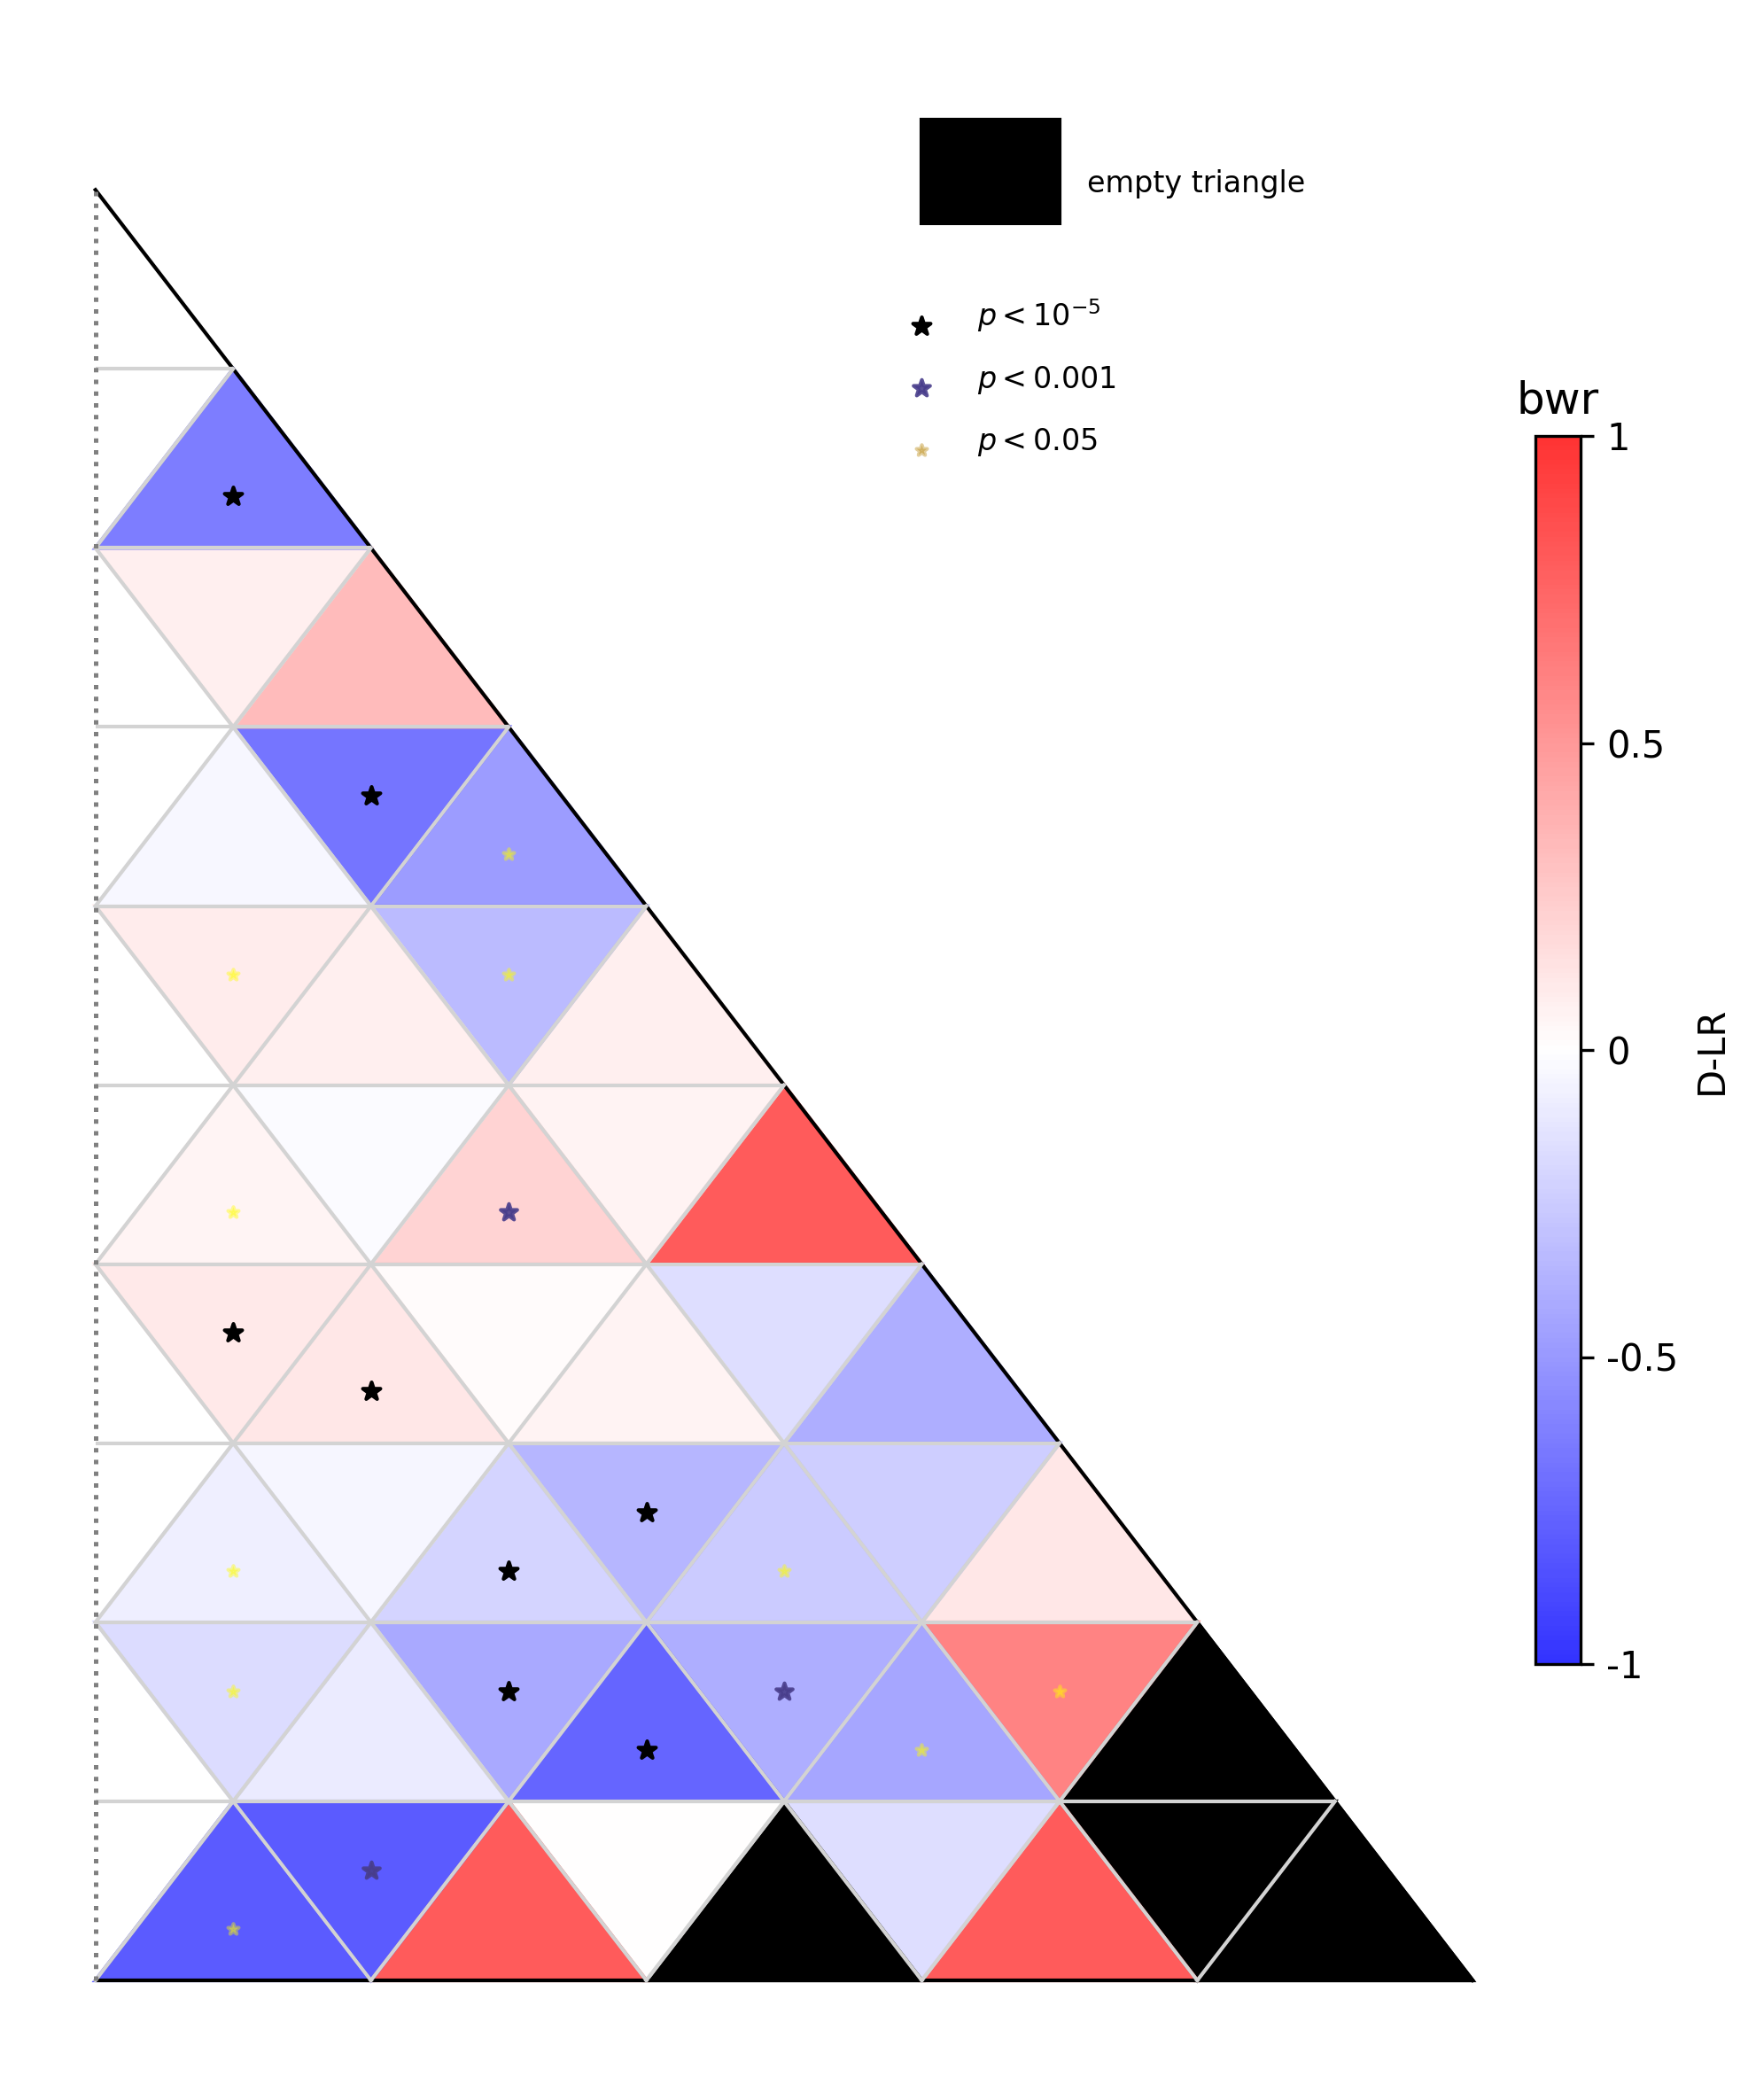 empty triangle
p < 10⁻⁵
p < 0.001
p < 0.05
bwr
1
0.5
0
-0.5
-1
D-LR